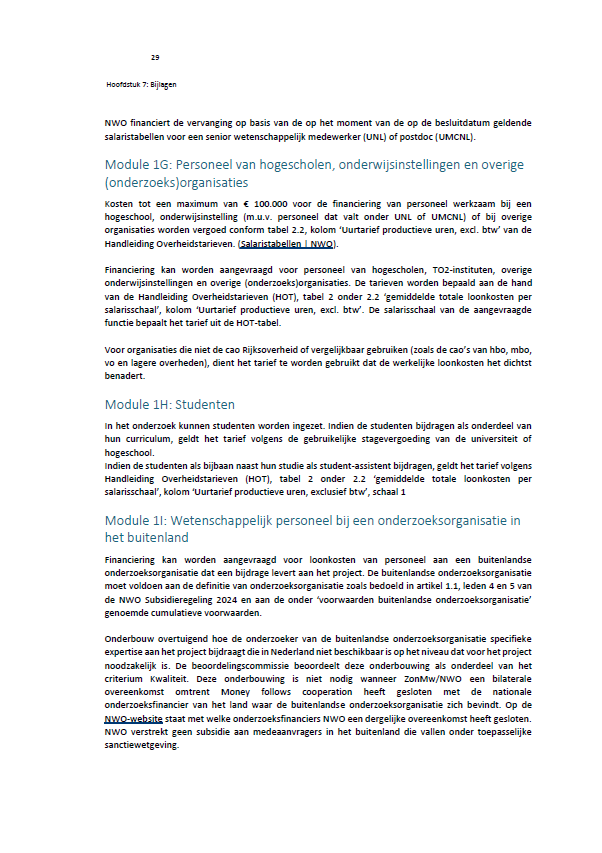 29
Hoofdstuk 7: Bijlagen
NWO financiert de vervanging op basis van de op het moment van de op de besluitdatum geldende
salaristabellen voor een senior wetenschappelijk medewerker (UNL) of postdoc (UMCNL).
Module 1G: Personeel van hogescholen, onderwijsinstellingen en overige
(onderzoeks)organisaties
Kosten tot een maximum van € 100.000 voor de financiering van personeel werkzaam bij een
hogeschool, onderwijsinstelling (m.u.v. personeel dat valt onder UNL of UMCNL) of bij overige
organisaties worden vergoed conform tabel 2.2, kolom ‘Uurtarief productieve uren, excl. btw’ van de
Handleiding Overheidstarieven. (Salaristabellen | NWO).
Financiering kan worden aangevraagd voor personeel van hogescholen, TO2-instituten, overige
onderwijsinstellingen en overige (onderzoeks)organisaties. De tarieven worden bepaald aan de hand
van de Handleiding Overheidstarieven (HOT), tabel 2 onder 2.2 ‘gemiddelde totale loonkosten per
salarisschaal’, kolom ‘Uurtarief productieve uren, excl. btw’. De salarisschaal van de aangevraagde
functie bepaalt het tarief uit de HOT-tabel.
Voor organisaties die niet de cao Rijksoverheid of vergelijkbaar gebruiken (zoals de cao’s van hbo, mbo,
vo en lagere overheden), dient het tarief te worden gebruikt dat de werkelijke loonkosten het dichtst
benadert.
Module 1H: Studenten
In het onderzoek kunnen studenten worden ingezet. Indien de studenten bijdragen als onderdeel van
hun curriculum, geldt het tarief volgens de gebruikelijke stagevergoeding van de universiteit of
hogeschool.
Indien de studenten als bijbaan naast hun studie als student-assistent bijdragen, geldt het tarief volgens
Handleiding Overheidstarieven (HOT), tabel 2 onder 2.2 ‘gemiddelde totale loonkosten per
salarisschaal’, kolom ‘Uurtarief productieve uren, exclusief btw’, schaal 1
Module 1I: Wetenschappelijk personeel bij een onderzoeksorganisatie in
het buitenland
Financiering kan worden aangevraagd voor loonkosten van personeel aan een buitenlandse
onderzoeksorganisatie dat een bijdrage levert aan het project. De buitenlandse onderzoeksorganisatie
moet voldoen aan de definitie van onderzoeksorganisatie zoals bedoeld in artikel 1.1, leden 4 en 5 van
de NWO Subsidieregeling 2024 en aan de onder ‘voorwaarden buitenlandse onderzoeksorganisatie’
genoemde cumulatieve voorwaarden.
Onderbouw overtuigend hoe de onderzoeker van de buitenlandse onderzoeksorganisatie specifieke
expertise aan het project bijdraagt die in Nederland niet beschikbaar is op het niveau dat voor het project
noodzakelijk is. De beoordelingscommissie beoordeelt deze onderbouwing als onderdeel van het
criterium Kwaliteit. Deze onderbouwing is niet nodig wanneer ZonMw/NWO een bilaterale
overeenkomst omtrent Money follows cooperation heeft gesloten met de nationale
onderzoeksfinancier van het land waar de buitenlandse onderzoeksorganisatie zich bevindt. Op de
NWO-website staat met welke onderzoeksfinanciers NWO een dergelijke overeenkomst heeft gesloten.
NWO verstrekt geen subsidie aan medeaanvragers in het buitenland die vallen onder toepasselijke
sanctiewetgeving.